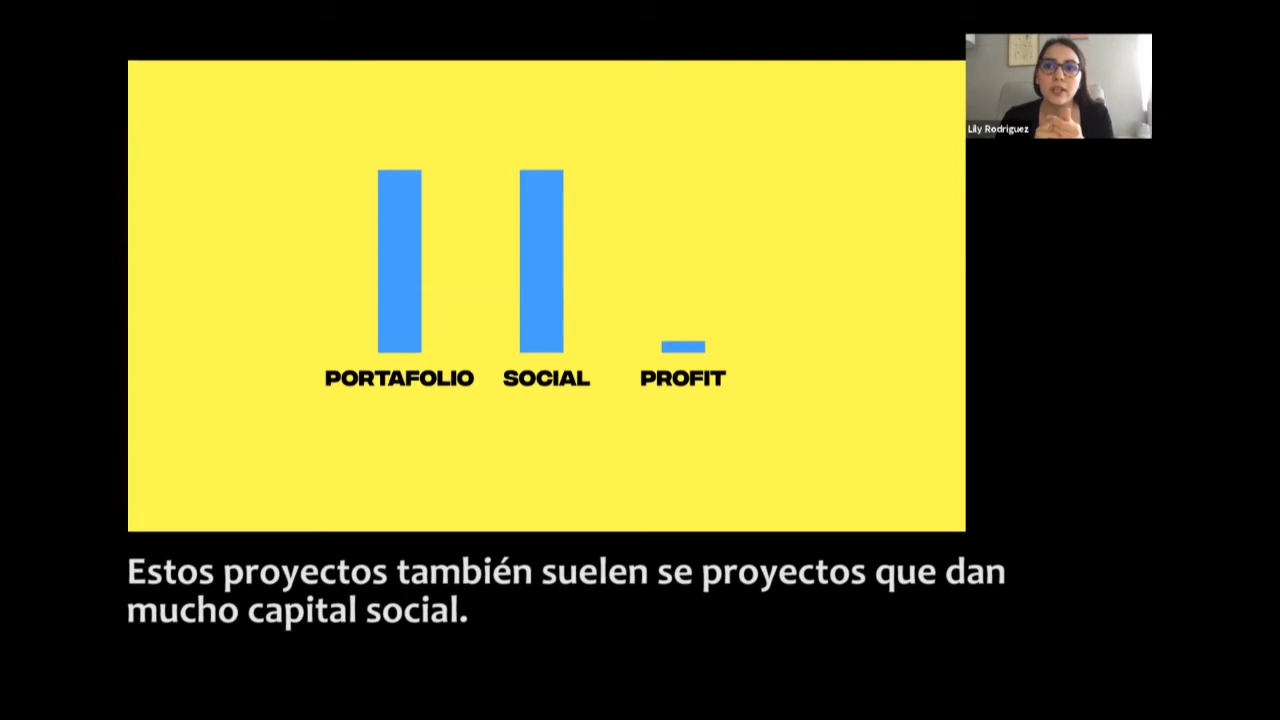 Lily Rodriguez
PORTAFOLIO SOCIAL PROFIT
Estos proyectos también suelen se proyectos que dan
mucho capital social.